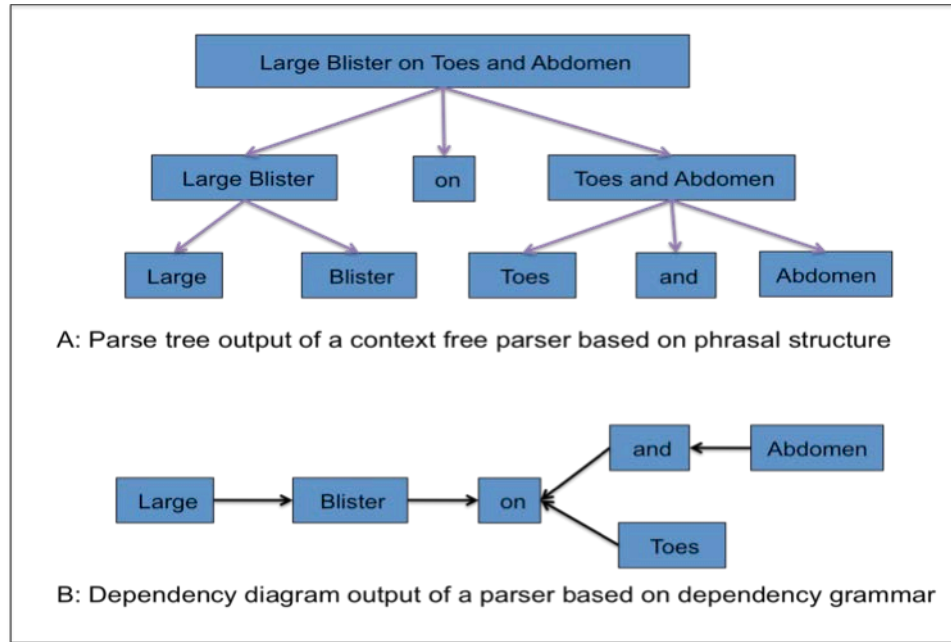 Large Blister on Toes and Abdomen
Large Blister
on
Toes and Abdomen
Large
Blister
Toes
and
Abdomen
A: Parse tree output of a context free parser based on phrasal structure
and
Abdomen
Large
Blister
on
Toes
B: Dependency diagram output of a parser based on dependency grammar